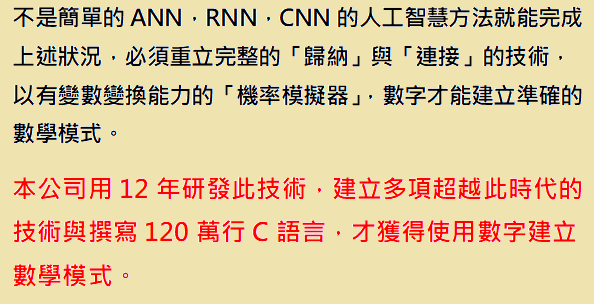 不是簡單的 ANN，RNN，CNN 的人工智慧方法就能完成
上述狀況，必須重立完整的「歸納」與「連接」的技術，
以有變數變換能力的「機率模擬器」，數字才能建立準確的
數學模式。
本公司用 12 年研發此技術，建立多項超越此時代的
技術與撰寫 120 萬行 C 語言，才獲得使用數字建立
數學模式。